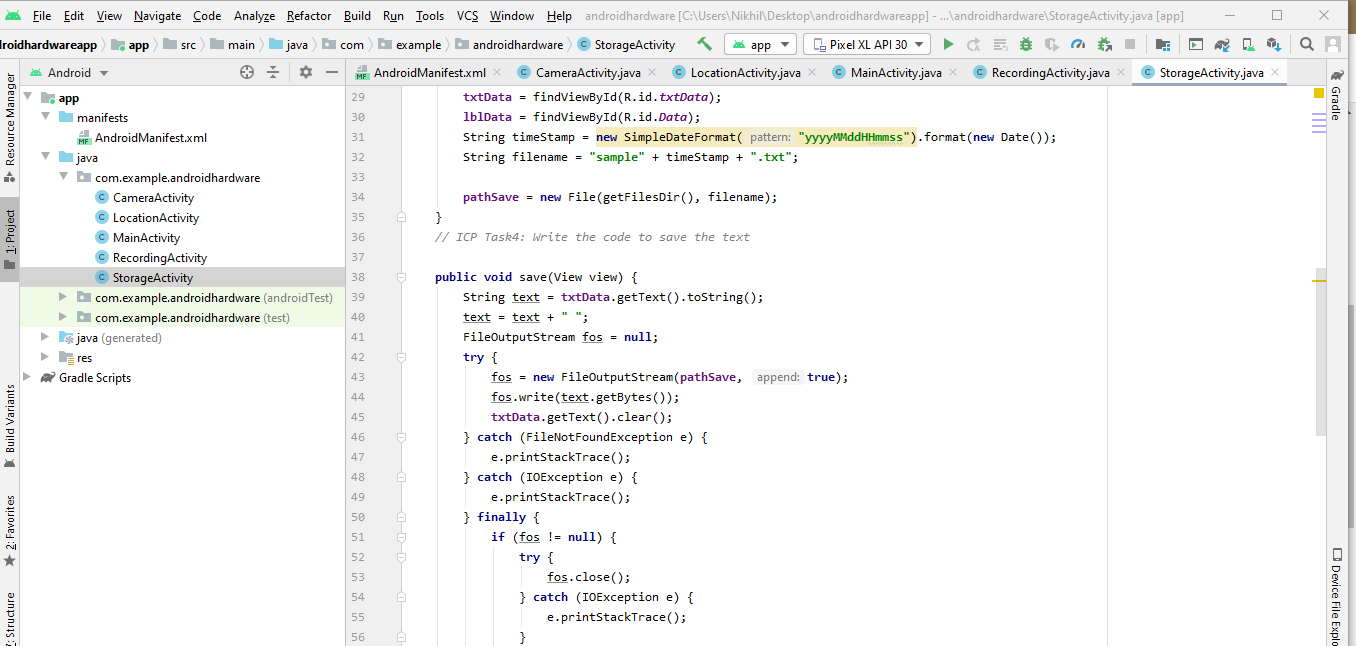 File Edit View Navigate Code Analyze Refactor Build Run Tools VCS Window Help androidhardware [C:\Users\Nikhil\Desktop\androidhardwareapp] - ...\androidhardware\StorageActivity.java [app]
droidhardwareapp app src main java com example androidhardware StorageActivity app Pixel XL API 30
Android AndroidManifest.xml CameraActivity.java LocationActivity.java MainActivity.java RecordingActivity.java StorageActivity.java
Resource Manager
1: Project
Build Variants
2: Favorites
7: Structure
app
manifests
AndroidManifest.xml
java
com.example.androidhardware
CameraActivity
LocationActivity
MainActivity
RecordingActivity
StorageActivity
com.example.androidhardware (androidTest)
com.example.androidhardware (test)
java (generated)
res
Gradle Scripts
29 txtData = findViewById(R.id.txtData);
30 lblData = findViewById(R.id.Data);
31 String timeStamp = new SimpleDateFormat( pattern: "yyyyMMddHHmmss").format(new Date());
32 String filename = "sample" + timeStamp + ".txt";
33
34 pathSave = new File(getFilesDir(), filename);
35 }
36 // ICP Task4: Write the code to save the text
37
38 public void save(View view) {
39 String text = txtData.getText().toString();
40 text = text + " ";
41 FileOutputStream fos = null;
42 try {
43 fos = new FileOutputStream(pathSave, append: true);
44 fos.write(text.getBytes());
45 txtData.getText().clear();
46 } catch (FileNotFoundException e) {
47 e.printStackTrace();
48 } catch (IOException e) {
49 e.printStackTrace();
50 } finally {
51 if (fos != null) {
52 try {
53 fos.close();
54 } catch (IOException e) {
55 e.printStackTrace();
56 }
Gradle
Device File Explo